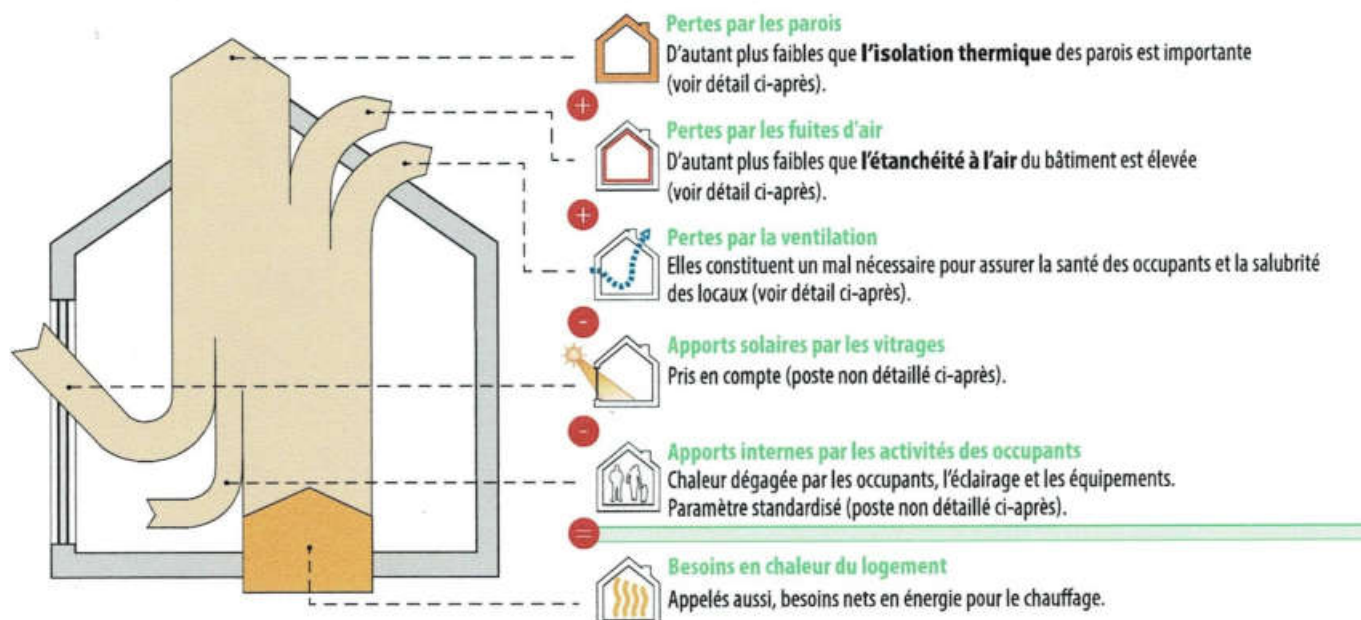 Pertes par les parois
D'autant plus faibles que l'isolation thermique des parois est importante
(voir détail ci-après).
+
Pertes par les fuites d'air
D'autant plus faibles que l'étanchéité à l'air du bâtiment est élevée
(voir détail ci-après).
+
Pertes par la ventilation
Elles constituent un mal nécessaire pour assurer la santé des occupants et la salubrité
des locaux (voir détail ci-après).
-
Apports solaires par les vitrages
Pris en compte (poste non détaillé ci-après).
-
Apports internes par les activités des occupants
Chaleur dégagée par les occupants, l'éclairage et les équipements.
Paramètre standardisé (poste non détaillé ci-après).
=
Besoins en chaleur du logement
Appelés aussi, besoins nets en énergie pour le chauffage.